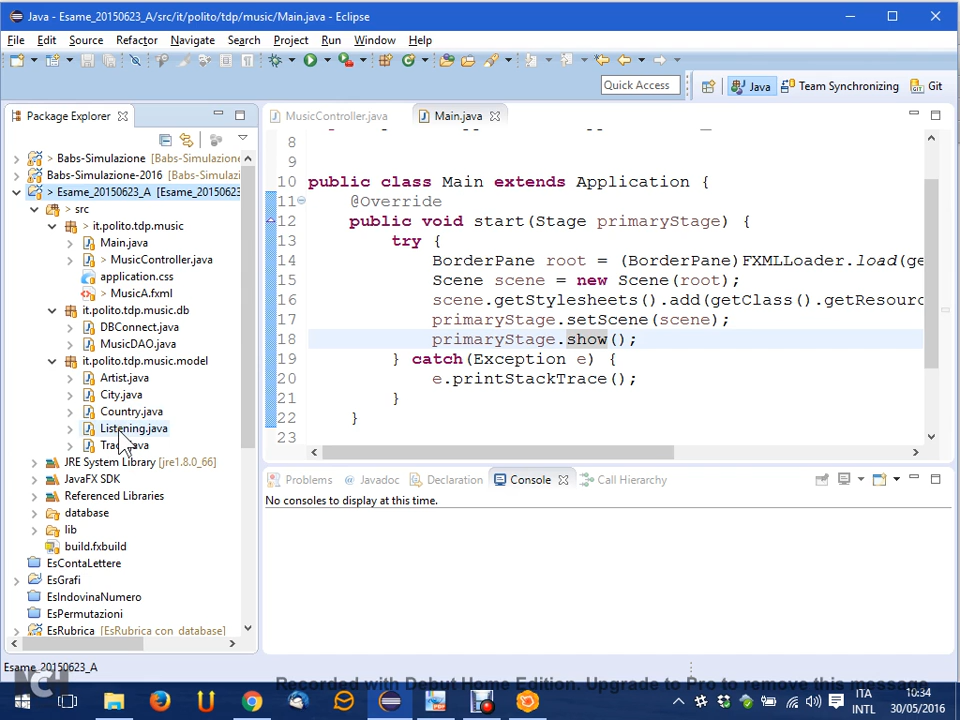 Java - Esame_20150623_A/src/it/polito/tdp/music/Main.java - Eclipse
File Edit Source Refactor Navigate Search Project Run Window Help
Quick Access Java Team Synchronizing Git
Package Explorer
MusicController.java Main.java
> Babs-Simulazione [Babs-Simulazione
Babs-Simulazione-2016 [Babs-Simulazione
> Esame_20150623_A [Esame_20150623
> src
> it.polito.tdp.music
Main.java
> MusicController.java
application.css
> MusicA.fxml
it.polito.tdp.music.db
DBConnect.java
MusicDAO.java
it.polito.tdp.music.model
Artist.java
City.java
Country.java
Listening.java
JRE System Library [jre1.8.0_66]
JavaFX SDK
Referenced Libraries
database
lib
build.fxbuild
EsContaLettere
EsGrafi
EsIndovinaNumero
EsPermutazioni
EsRubrica [EsRubrica con database]
8
9
10 public class Main extends Application {
11 @Override
12 public void start(Stage primaryStage) {
13 try {
14 BorderPane root = (BorderPane)FXMLLoader.load(ge
15 Scene scene = new Scene(root);
16 scene.getStylesheets().add(getClass().getResourc
17 primaryStage.setScene(scene);
18 primaryStage.show();
19 } catch(Exception e) {
20 e.printStackTrace();
21 }
22 }
23
Problems Javadoc Declaration Console Call Hierarchy
No consoles to display at this time.
Esame_20150623_A
Recorded with Debut Home Edition. Upgrade to Pro to remove this message
NCH
ITA
INTL
10:34
30/05/2016